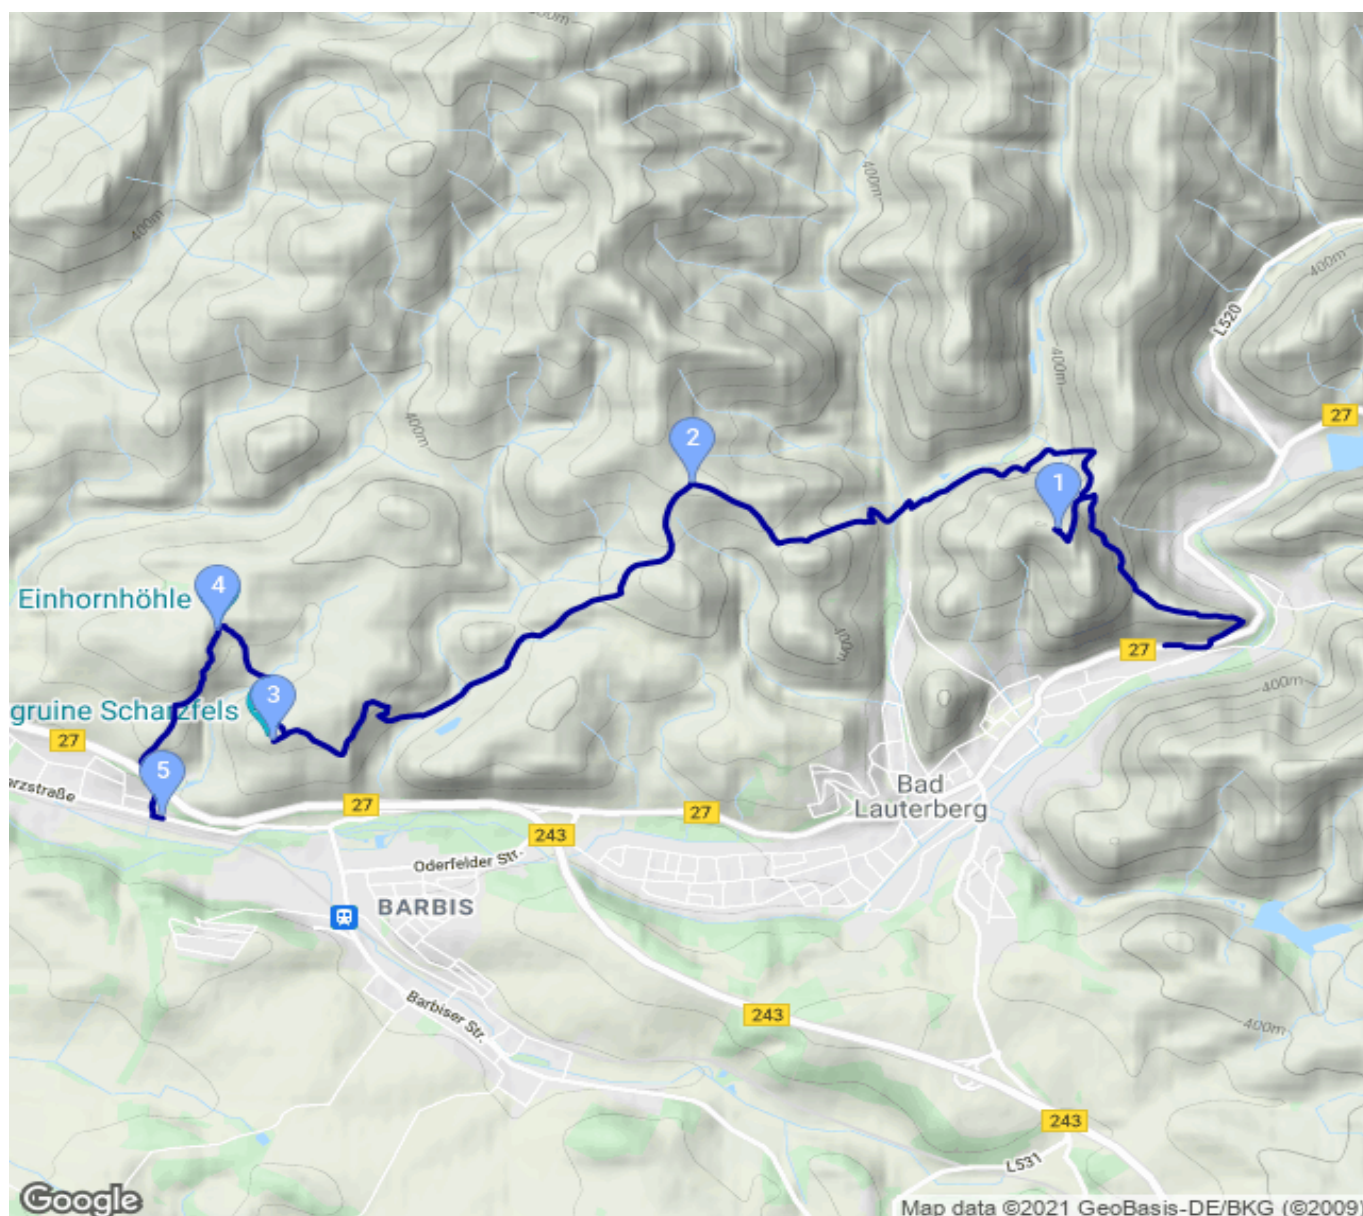 400m
400m
400m
L520
400m
400m
27
400m
2
1
Einhornhöhle
4
400m
27
400m
3
gruine Scharzfels
27
5
arzstraße
27
27
Bad
Lauterberg
243
Oderfelder Str.
BARBIS
Barbiser Str.
243
400m
243
L531
Google
Map data ©2021 GeoBasis-DE/BKG (©2009)